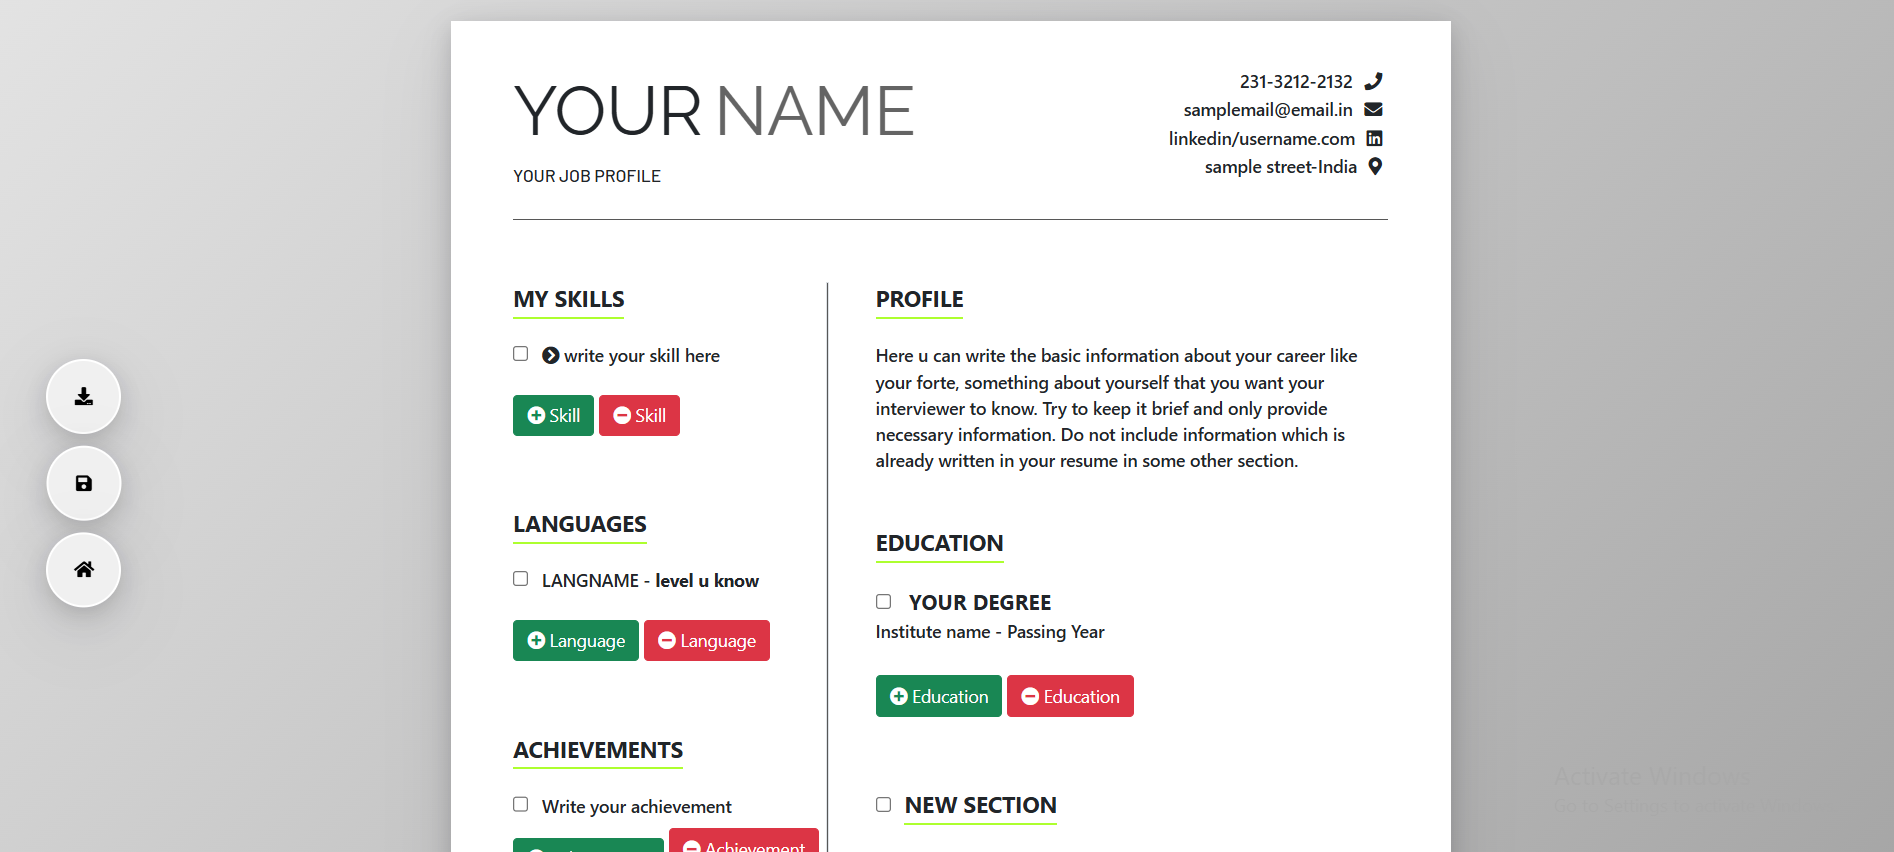 YOUR NAME
YOUR JOB PROFILE
231-3212-2132
samplemail@email.in
linkedin/username.com
sample street-India
MY SKILLS
write your skill here
Skill Skill
LANGUAGES
LANGNAME - level u know
Language Language
ACHIEVEMENTS
Write your achievement
Achievement
PROFILE
Here u can write the basic information about your career like
your forte, something about yourself that you want your
interviewer to know. Try to keep it brief and only provide
necessary information. Do not include information which is
already written in your resume in some other section.
EDUCATION
YOUR DEGREE
Institute name - Passing Year
Education Education
NEW SECTION
Activate Windows